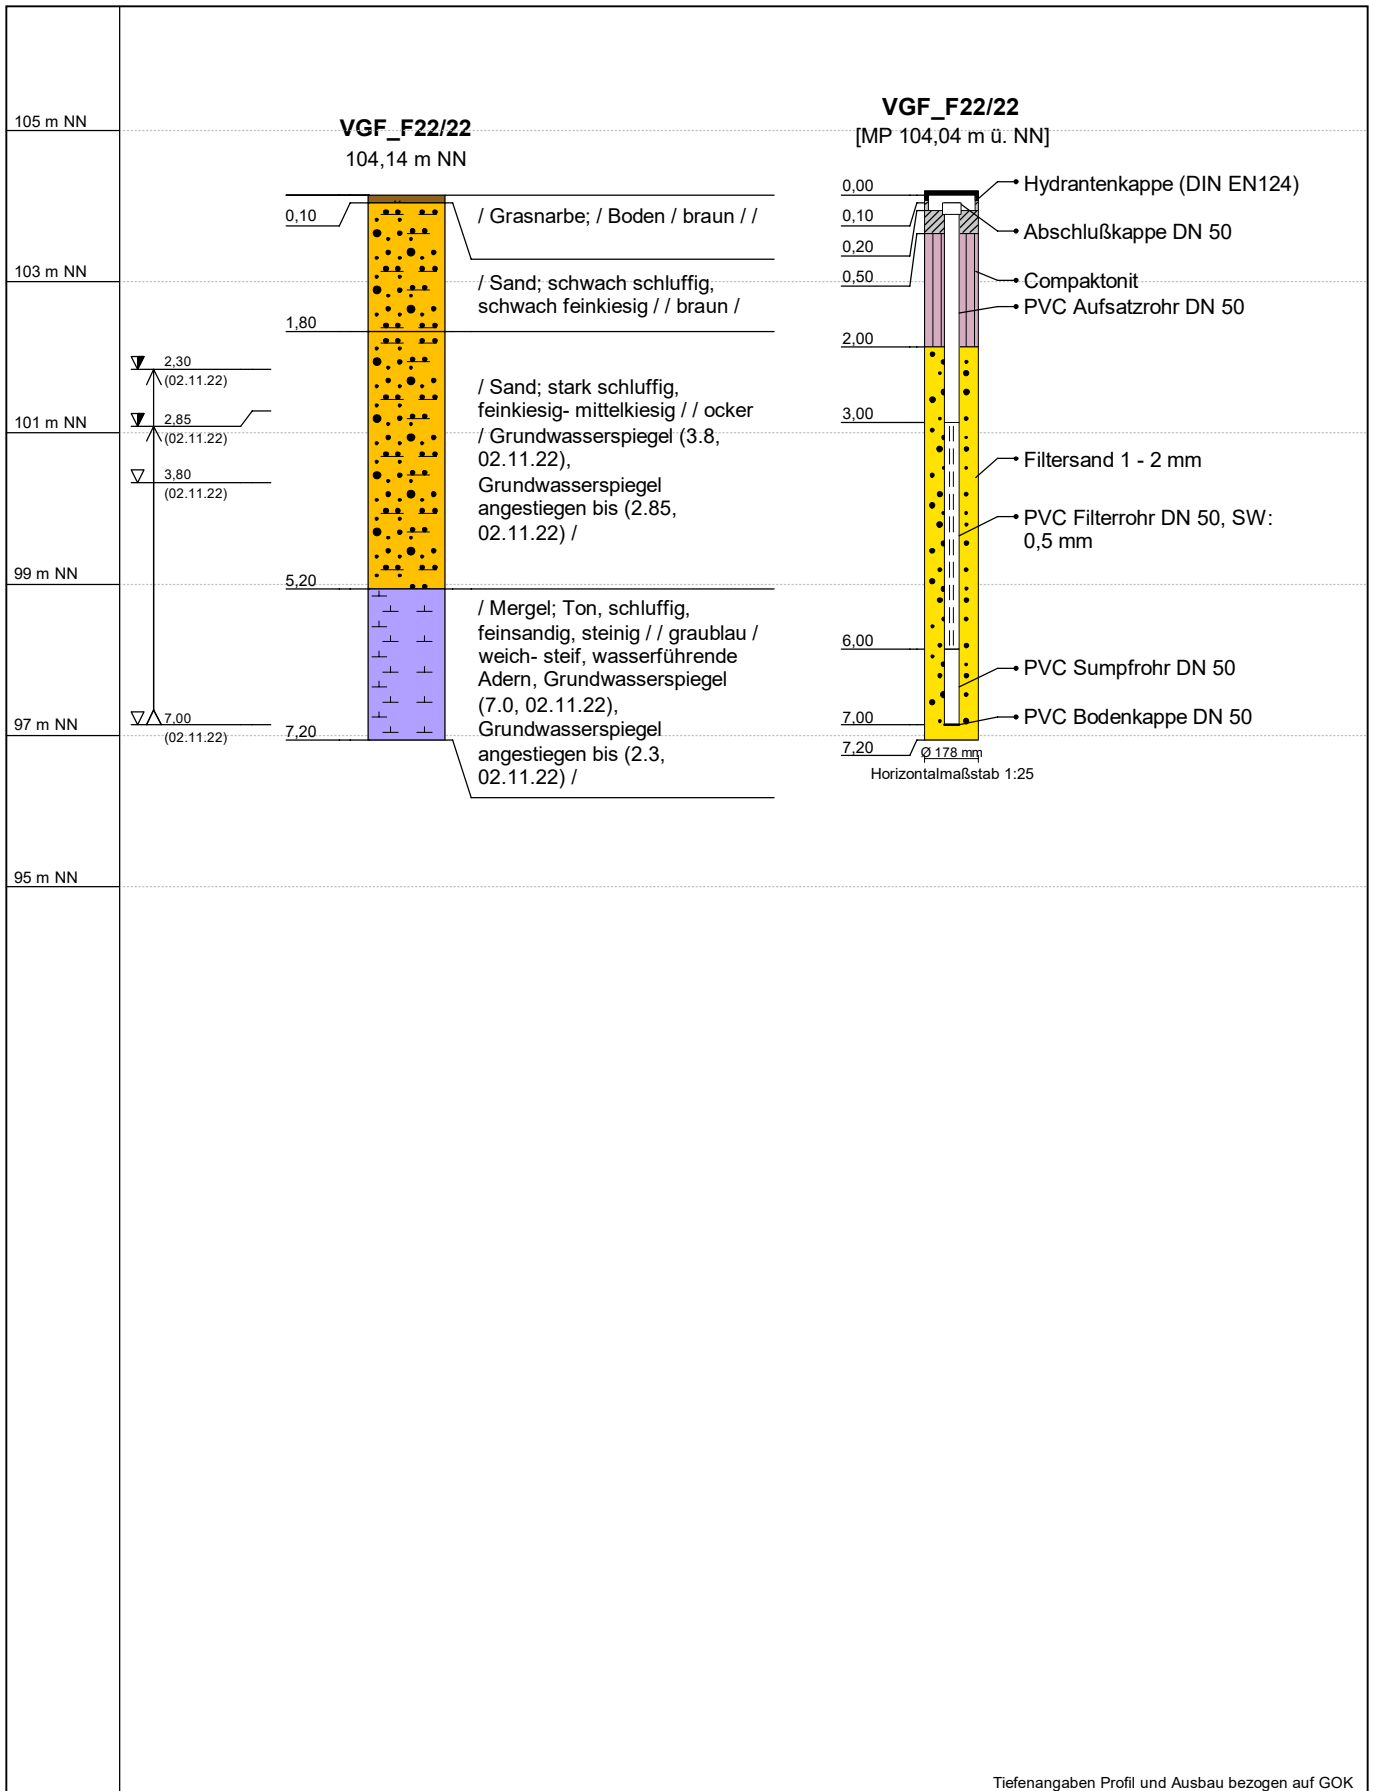 105 m NN
103 m NN
101 m NN
99 m NN
97 m NN
95 m NN
2,30
(02.11.22)
2,85
(02.11.22)
3,80
(02.11.22)
7,00
(02.11.22)
VGF_F22/22
104,14 m NN
0,10
1,80
5,20
7,20
/ Grasnarbe; / Boden / braun / /
/ Sand; schwach schluffig,
schwach feinkiesig / / braun /
/ Sand; stark schluffig,
feinkiesig- mittelkiesig / / ocker
/ Grundwasserspiegel (3.8,
02.11.22),
Grundwasserspiegel
angestiegen bis (2.85,
02.11.22) /
/ Mergel; Ton, schluffig,
feinsandig, steinig / / graublau /
weich- steif, wasserführende
Adern, Grundwasserspiegel
(7.0, 02.11.22),
Grundwasserspiegel
angestiegen bis (2.3,
02.11.22) /
VGF_F22/22
[MP 104,04 m ü. NN]
0,00
0,10
0,20
0,50
2,00
3,00
6,00
7,00
7,20
Hydrantenkappe (DIN EN124)
Abschlußkappe DN 50
Compaktonit
PVC Aufsatzrohr DN 50
Filtersand 1 - 2 mm
PVC Filterrohr DN 50, SW:
0,5 mm
PVC Sumpfrohr DN 50
PVC Bodenkappe DN 50
Ø 178 mm
Horizontalmaßstab 1:25
Tiefenangaben Profil und Ausbau bezogen auf GOK